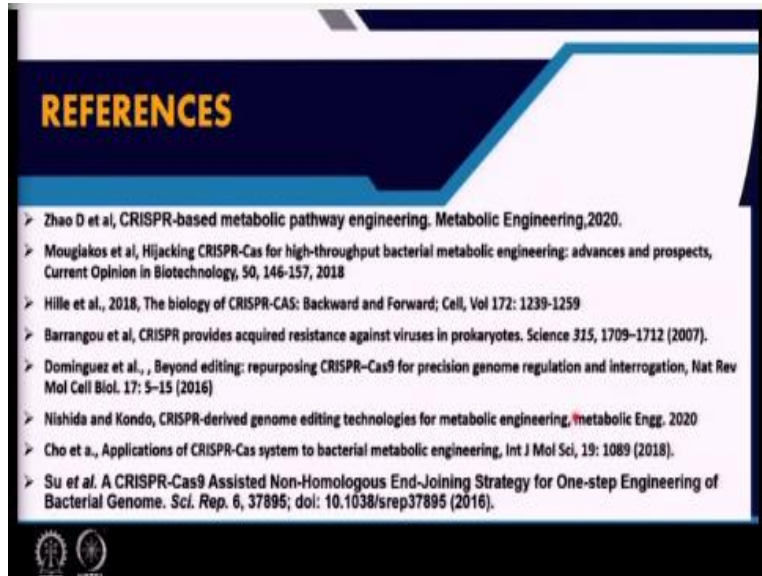 REFERENCES
Zhao D et al, CRISPR-based metabolic pathway engineering. Metabolic Engineering,2020.
Mougiakos et al, Hijacking CRISPR-Cas for high-throughput bacterial metabolic engineering: advances and prospects,
Current Opinion in Biotechnology, 50, 146-157, 2018
Hille et al., 2018, The biology of CRISPR-CAS: Backward and Forward; Cell, Vol 172: 1239-1259
Barrangou et al, CRISPR provides acquired resistance against viruses in prokaryotes. Science 315, 1709–1712 (2007).
Dominguez et al., , Beyond editing: repurposing CRISPR–Cas9 for precision genome regulation and interrogation, Nat Rev
Mol Cell Biol. 17: 5–15 (2016)
Nishida and Kondo, CRISPR-derived genome editing technologies for metabolic engineering, metabolic Engg. 2020
Cho et a., Applications of CRISPR-Cas system to bacterial metabolic engineering, Int J Mol Sci, 19: 1089 (2018).
Su et al. A CRISPR-Cas9 Assisted Non-Homologous End-Joining Strategy for One-step Engineering of
Bacterial Genome. Sci. Rep. 6, 37895; doi: 10.1038/srep37895 (2016).